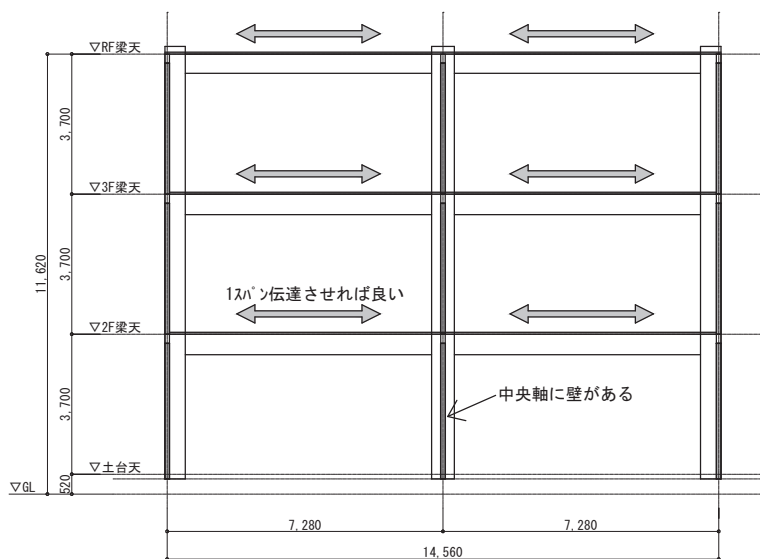 ▽RF梁天
3,700
▽3F梁天
3,700
11,620
1スパン伝達させれば良い
▽2F梁天
3,700
中央軸に壁がある
▽土台天
520
▽GL
7,280
7,280
14,560